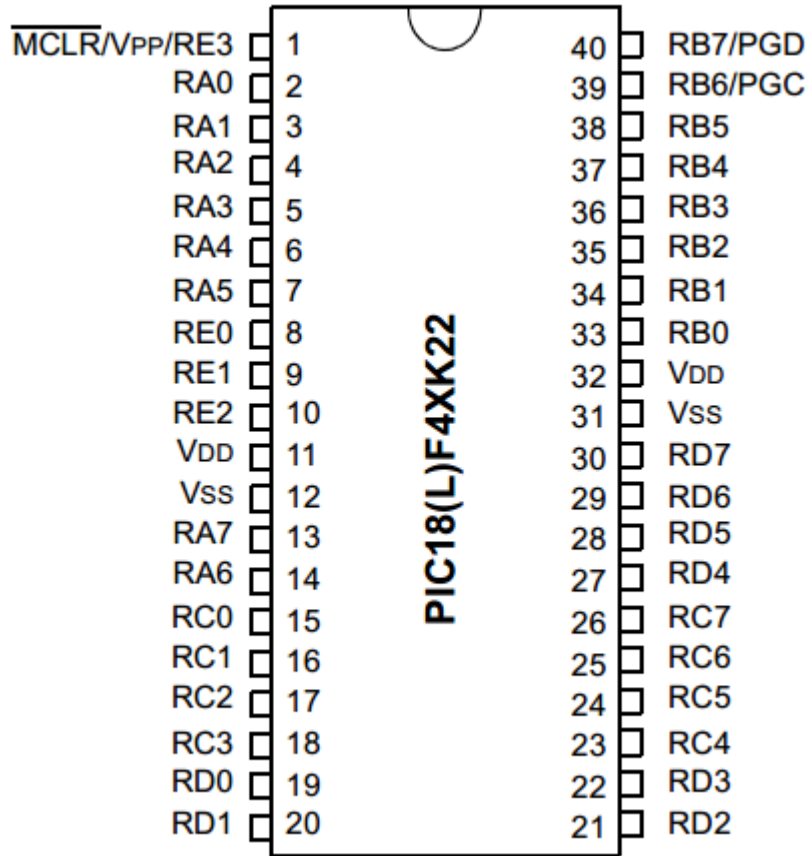 MCLR/VPP/RE3 1 40 RB7/PGD
RA0 2 39 RB6/PGC
RA1 3 38 RB5
RA2 4 37 RB4
RA3 5 36 RB3
RA4 6 35 RB2
RA5 7 34 RB1
RE0 8 33 RB0
RE1 9 32 VDD
RE2 10 31 VSS
VDD 11 30 RD7
VSS 12 29 RD6
RA7 13 28 RD5
RA6 14 27 RD4
RC0 15 26 RC7
RC1 16 25 RC6
RC2 17 24 RC5
RC3 18 23 RC4
RD0 19 22 RD3
RD1 20 21 RD2
PIC18(L)F4XK22